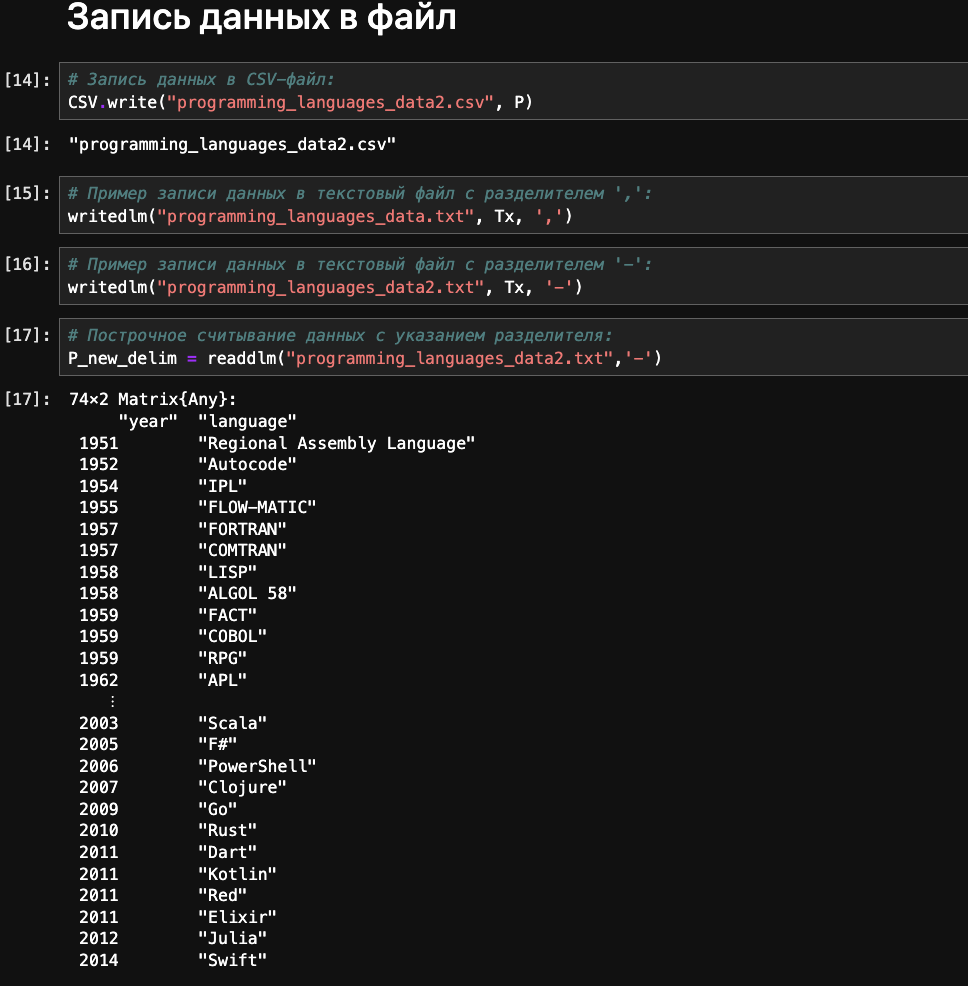 Запись данных в файл
[14]: # Запись данных в CSV-файл:
CSV.write("programming_languages_data2.csv", P)
[14]: "programming_languages_data2.csv"
[15]: # Пример записи данных в текстовый файл с разделителем ',':
writedlm("programming_languages_data.txt", Tx, ',')
[16]: # Пример записи данных в текстовый файл с разделителем '-':
writedlm("programming_languages_data2.txt", Tx, '-')
[17]: # Построчное считывание данных с указанием разделителя:
P_new_delim = readdlm("programming_languages_data2.txt",'-')
[17]: 74×2 Matrix{Any}:
"year" "language"
1951 "Regional Assembly Language"
1952 "Autocode"
1954 "IPL"
1955 "FLOW-MATIC"
1957 "FORTRAN"
1957 "COMTRAN"
1958 "LISP"
1958 "ALGOL 58"
1959 "FACT"
1959 "COBOL"
1959 "RPG"
1962 "APL"
⋮
2003 "Scala"
2005 "F#"
2006 "PowerShell"
2007 "Clojure"
2009 "Go"
2010 "Rust"
2011 "Dart"
2011 "Kotlin"
2011 "Red"
2011 "Elixir"
2012 "Julia"
2014 "Swift"